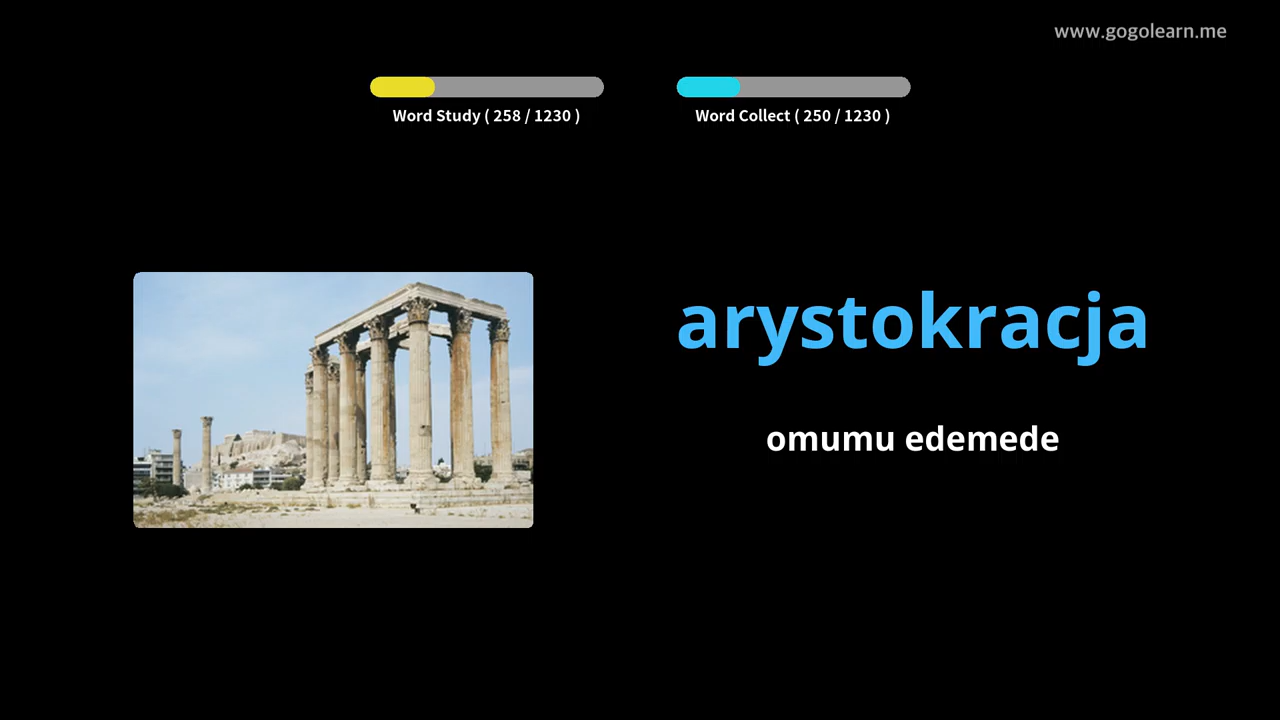 www.gogolearn.me
Word Study ( 258 / 1230 )
Word Collect ( 250 / 1230 )
arystokracja
omumu edemede